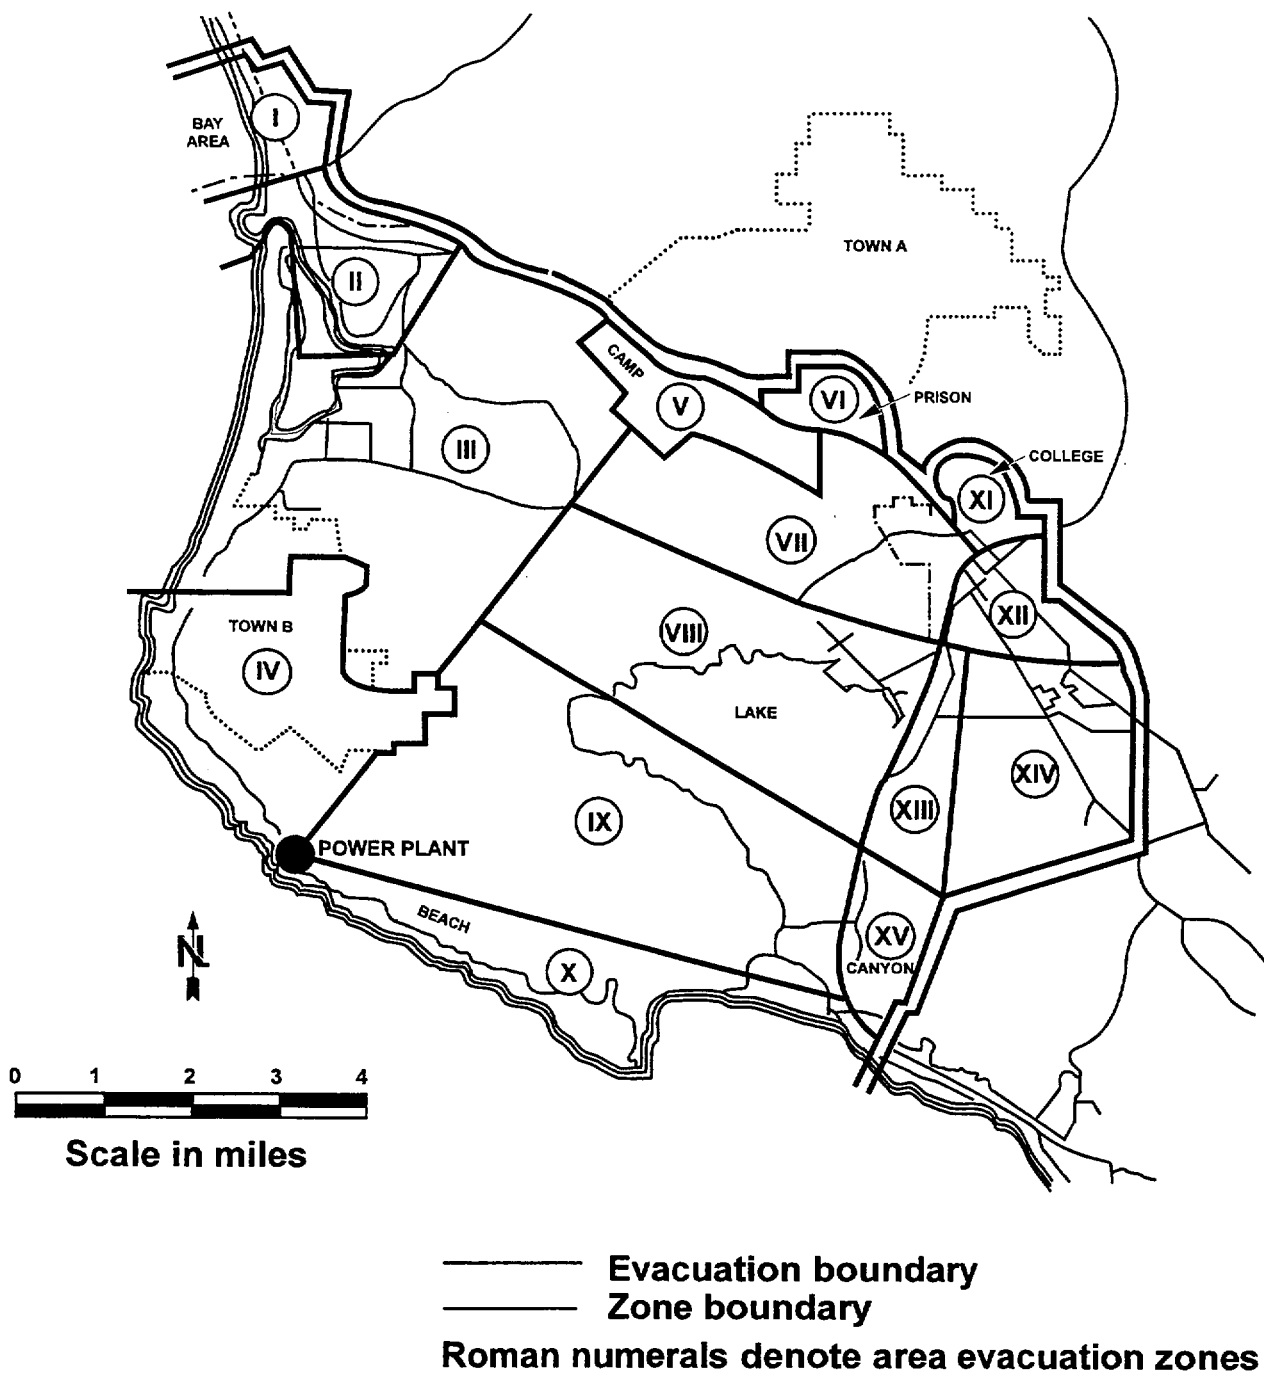 I
BAY
AREA
TOWN A
II
CAMP
V
VI
PRISON
III
COLLEGE
XI
VII
XII
TOWN B
VIII
IV
LAKE
XIV
XIII
IX
POWER PLANT
BEACH
XV
CANYON
X
N
0 1 2 3 4
Scale in miles
Evacuation boundary
Zone boundary
Roman numerals denote area evacuation zones